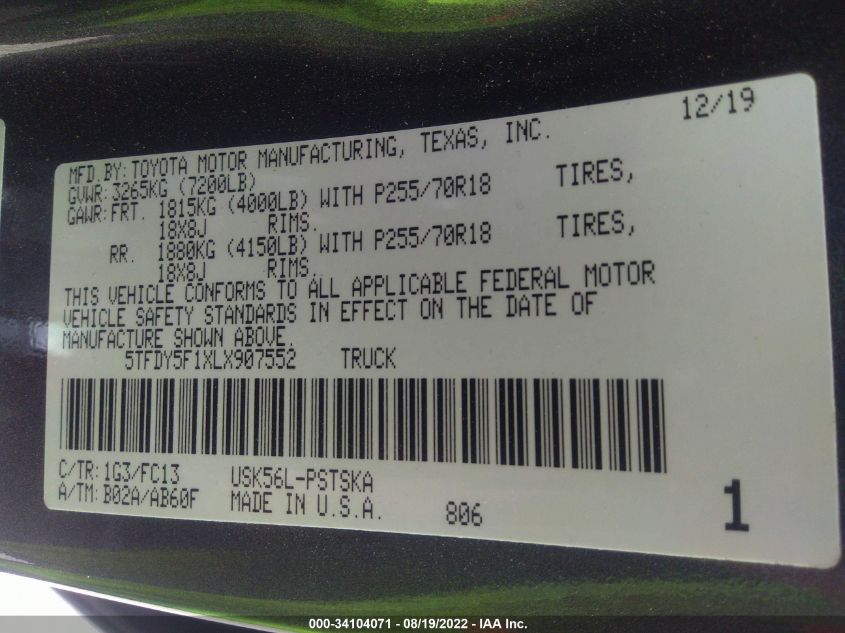 12/19
MFD.BY:TOYOTA MOTOR MANUFACTURING, TEXAS, INC.
GVWR:3265KG (7200LB)
GAWR:FRT. 1815KG (4000LB) WITH P255/70R18 TIRES,
18X8J RIMS.
RR. 1880KG (4150LB) WITH P255/70R18 TIRES,
18X8J RIMS.
THIS VEHICLE CONFORMS TO ALL APPLICABLE FEDERAL MOTOR
VEHICLE SAFETY STANDARDS IN EFFECT ON THE DATE OF
MANUFACTURE SHOWN ABOVE.
5TFDY5F1XLX907552 TRUCK
C/TR:1G3/FC13 USK56L-PSTSKA
A/TM:B02A/AB60F MADE IN U.S.A. 806
1
000-34104071 - 08/19/2022 - IAA Inc.